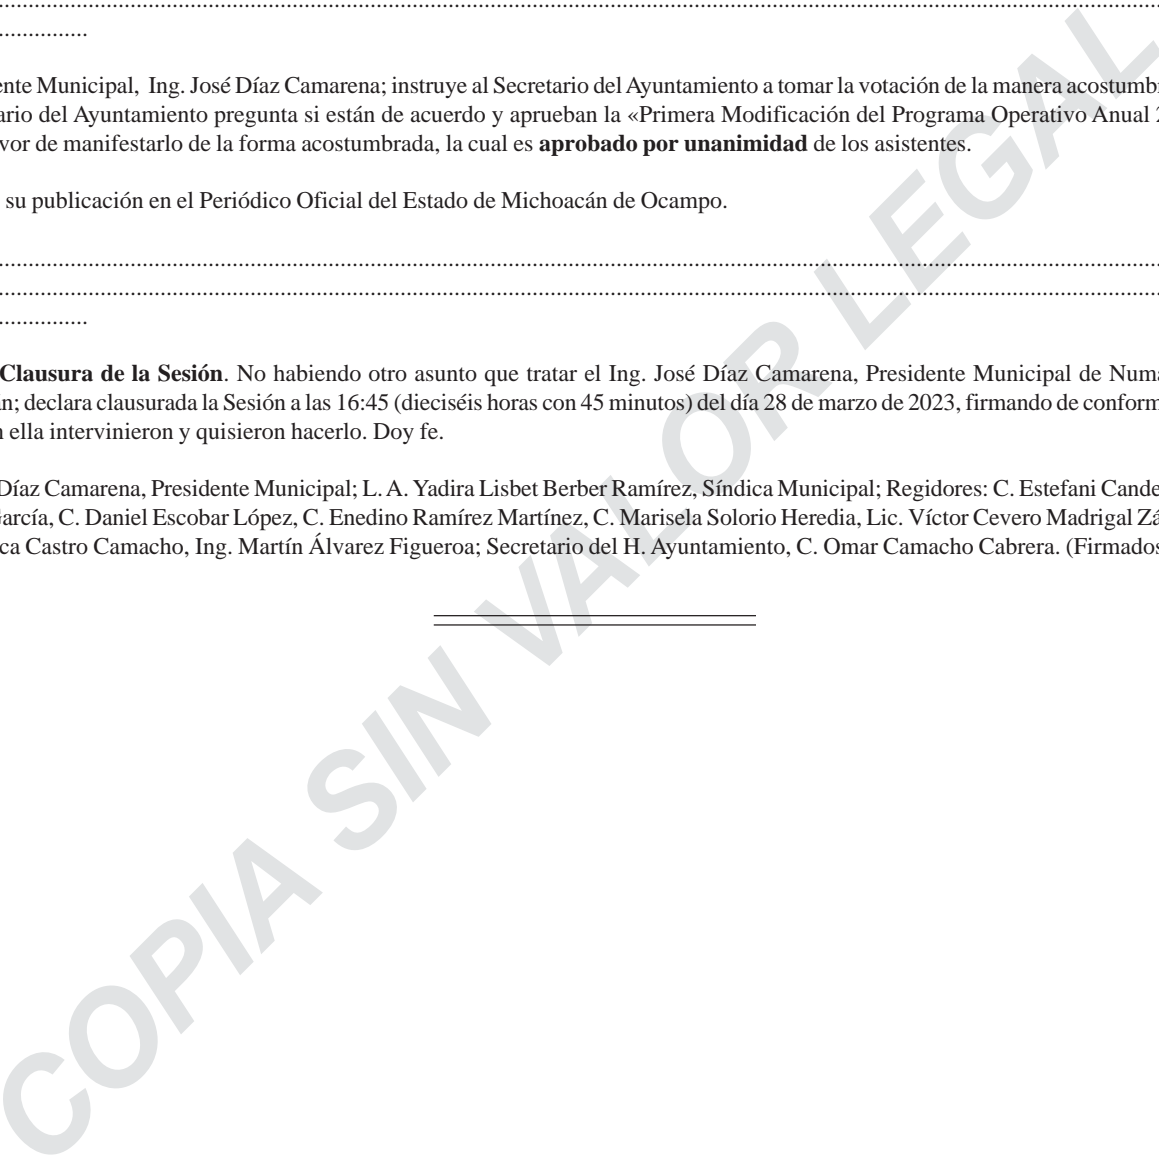 ..........................................................................................................................................................................................................
...............
ente Municipal, Ing. José Díaz Camarena; instruye al Secretario del Ayuntamiento a tomar la votación de la manera acostumb
ario del Ayuntamiento pregunta si están de acuerdo y aprueban la «Primera Modificación del Programa Operativo Anual 2
vor de manifestarlo de la forma acostumbrada, la cual es aprobado por unanimidad de los asistentes.
su publicación en el Periódico Oficial del Estado de Michoacán de Ocampo.
..........................................................................................................................................................................................................
..........................................................................................................................................................................................................
...............
Clausura de la Sesión. No habiendo otro asunto que tratar el Ing. José Díaz Camarena, Presidente Municipal de Numa
n; declara clausurada la Sesión a las 16:45 (dieciséis horas con 45 minutos) del día 28 de marzo de 2023, firmando de conform
n ella intervinieron y quisieron hacerlo. Doy fe.
Díaz Camarena, Presidente Municipal; L. A. Yadira Lisbet Berber Ramírez, Síndica Municipal; Regidores: C. Estefani Cande
García, C. Daniel Escobar López, C. Enedino Ramírez Martínez, C. Marisela Solorio Heredia, Lic. Víctor Cevero Madrigal Zá
ca Castro Camacho, Ing. Martín Álvarez Figueroa; Secretario del H. Ayuntamiento, C. Omar Camacho Cabrera. (Firmados
COPIA SIN VALOR LEGAL